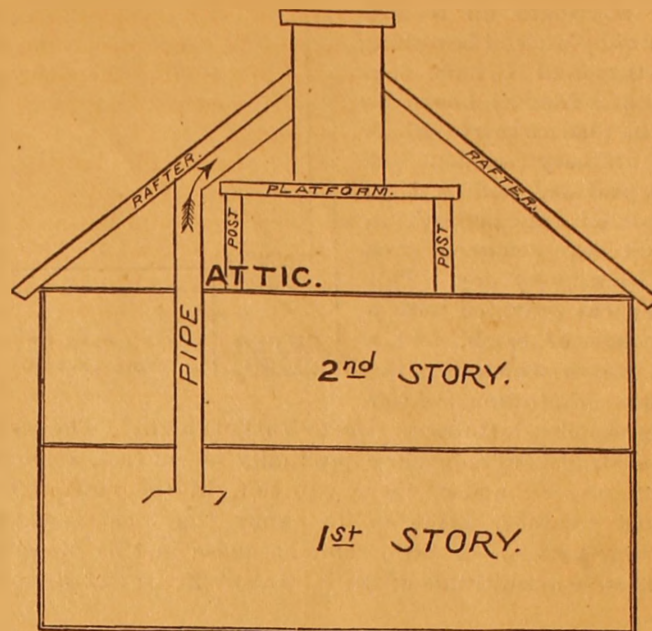 RAFTER.
RAFTER.
PLATFORM.
POST
POST
ATTIC.
PIPE
2nd STORY.
1st STORY.